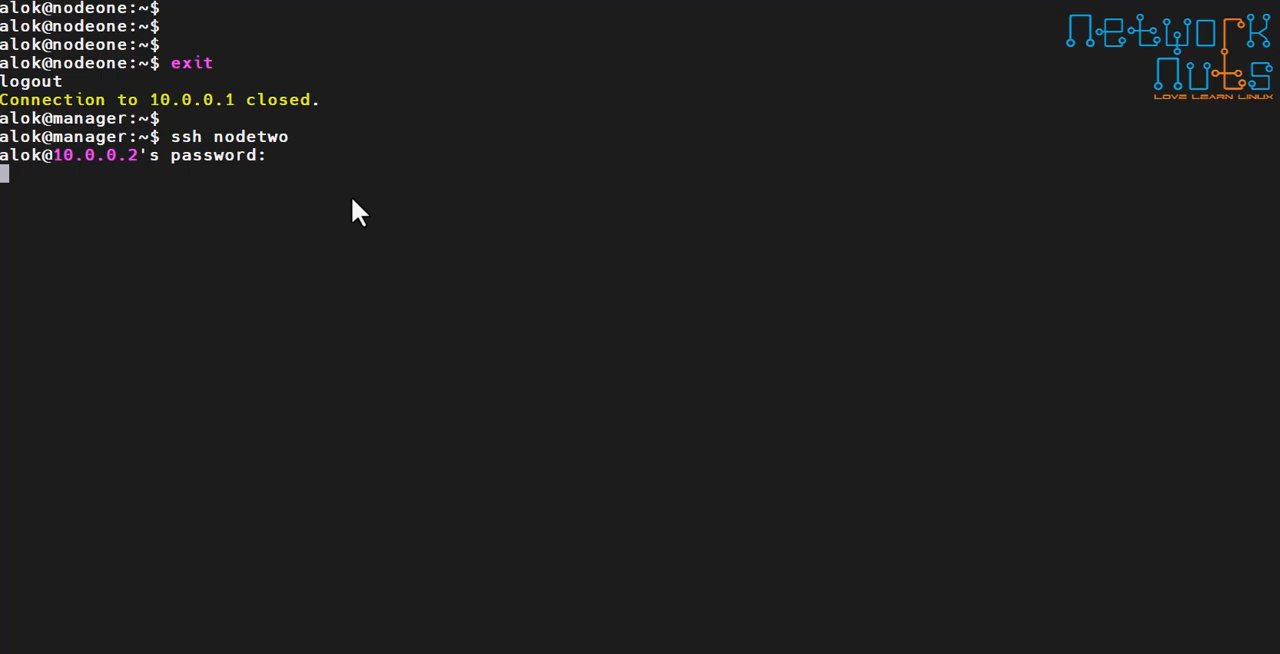 alok@nodeone:~$
alok@nodeone:~$
alok@nodeone:~$
alok@nodeone:~$ exit
logout
Connection to 10.0.0.1 closed.
alok@manager:~$
alok@manager:~$ ssh nodetwo
alok@10.0.0.2's password:
Network
Nuts
LOVE LEARN LINUX